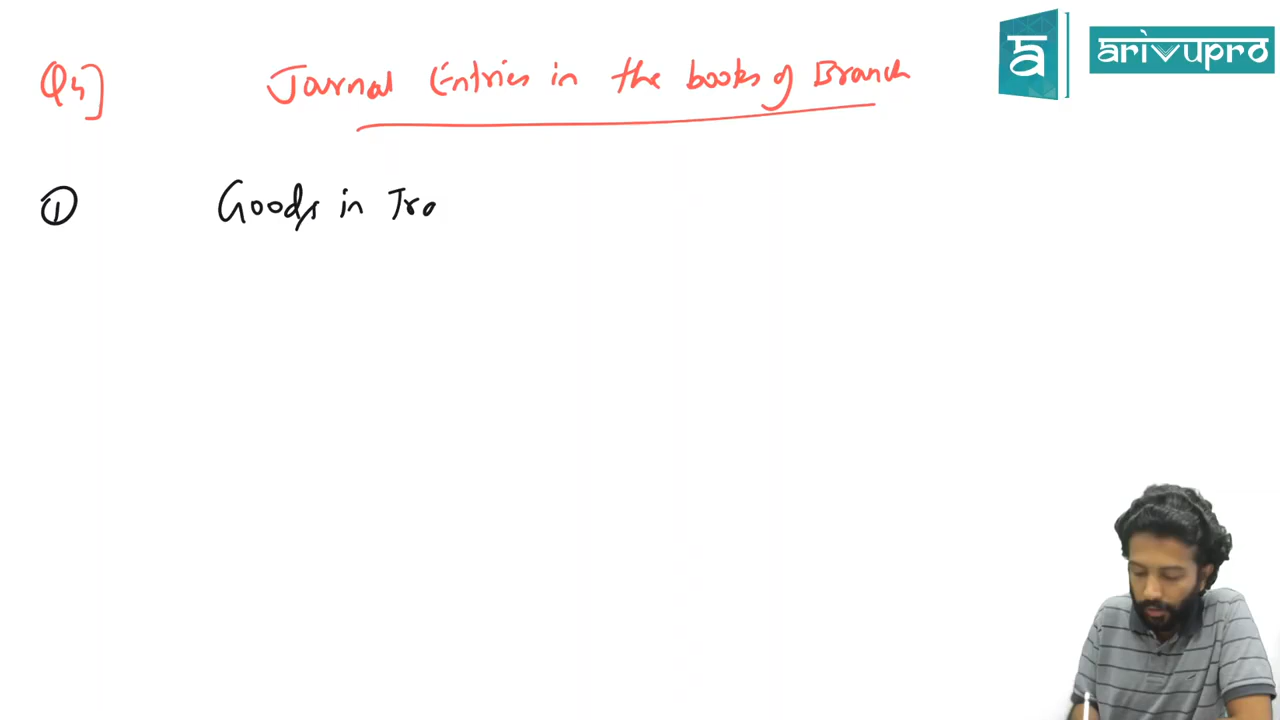 Q4]
Journal Entries in the books of Branch
arivupro
① Goods in Tra